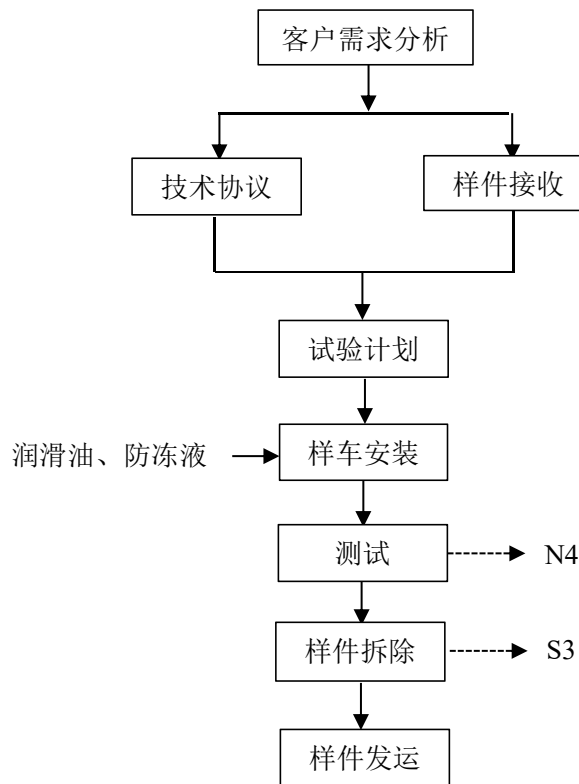 客户需求分析
技术协议
样件接收
试验计划
润滑油、防冻液
样车安装
测试
N4
样件拆除
S3
样件发运